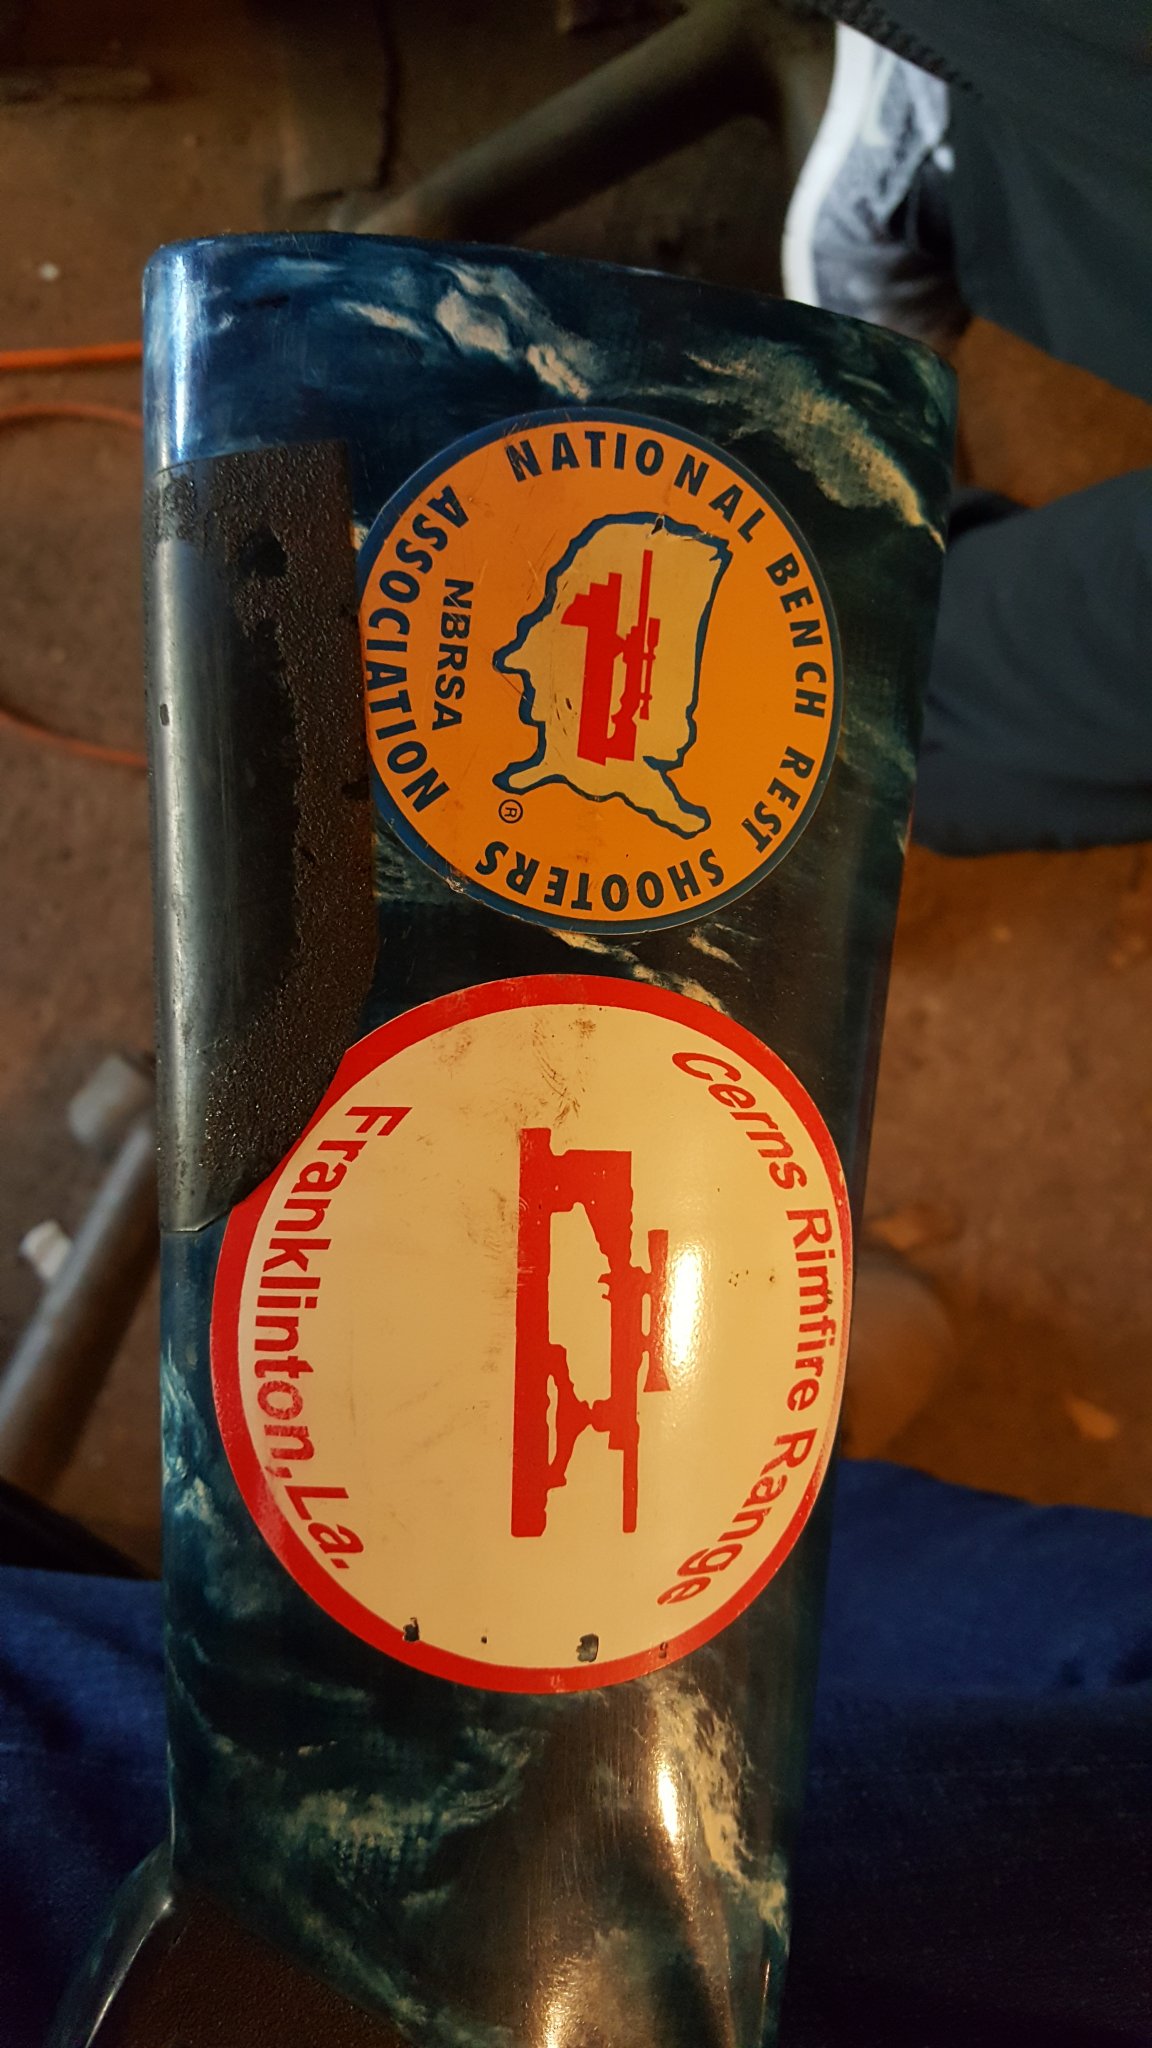 NATIONAL BENCH REST SHOOTERS
ASSOCIATION
NBRSA
®
Cerns Rimfire Range
Franklinton, La.